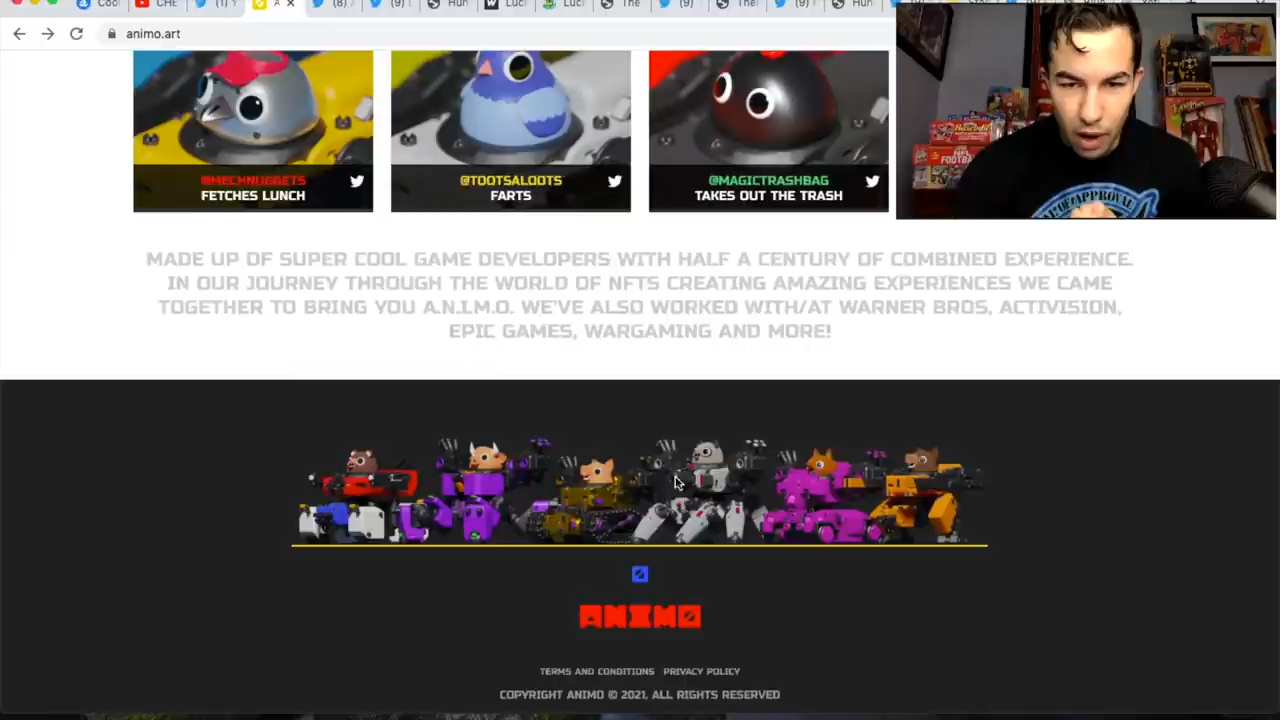 animo.art
@MECHNUGGETS
FETCHES LUNCH
@TOOTSALOOTS
FARTS
@MAGICTRASHBAG
TAKES OUT THE TRASH
MADE UP OF SUPER COOL GAME DEVELOPERS WITH HALF A CENTURY OF COMBINED EXPERIENCE.
IN OUR JOURNEY THROUGH THE WORLD OF NFTS CREATING AMAZING EXPERIENCES WE CAME
TOGETHER TO BRING YOU A.N.I.M.O. WE'VE ALSO WORKED WITH/AT WARNER BROS, ACTIVISION,
EPIC GAMES, WARGAMING AND MORE!
ANIMO
TERMS AND CONDITIONS PRIVACY POLICY
COPYRIGHT ANIMO © 2021, ALL RIGHTS RESERVED